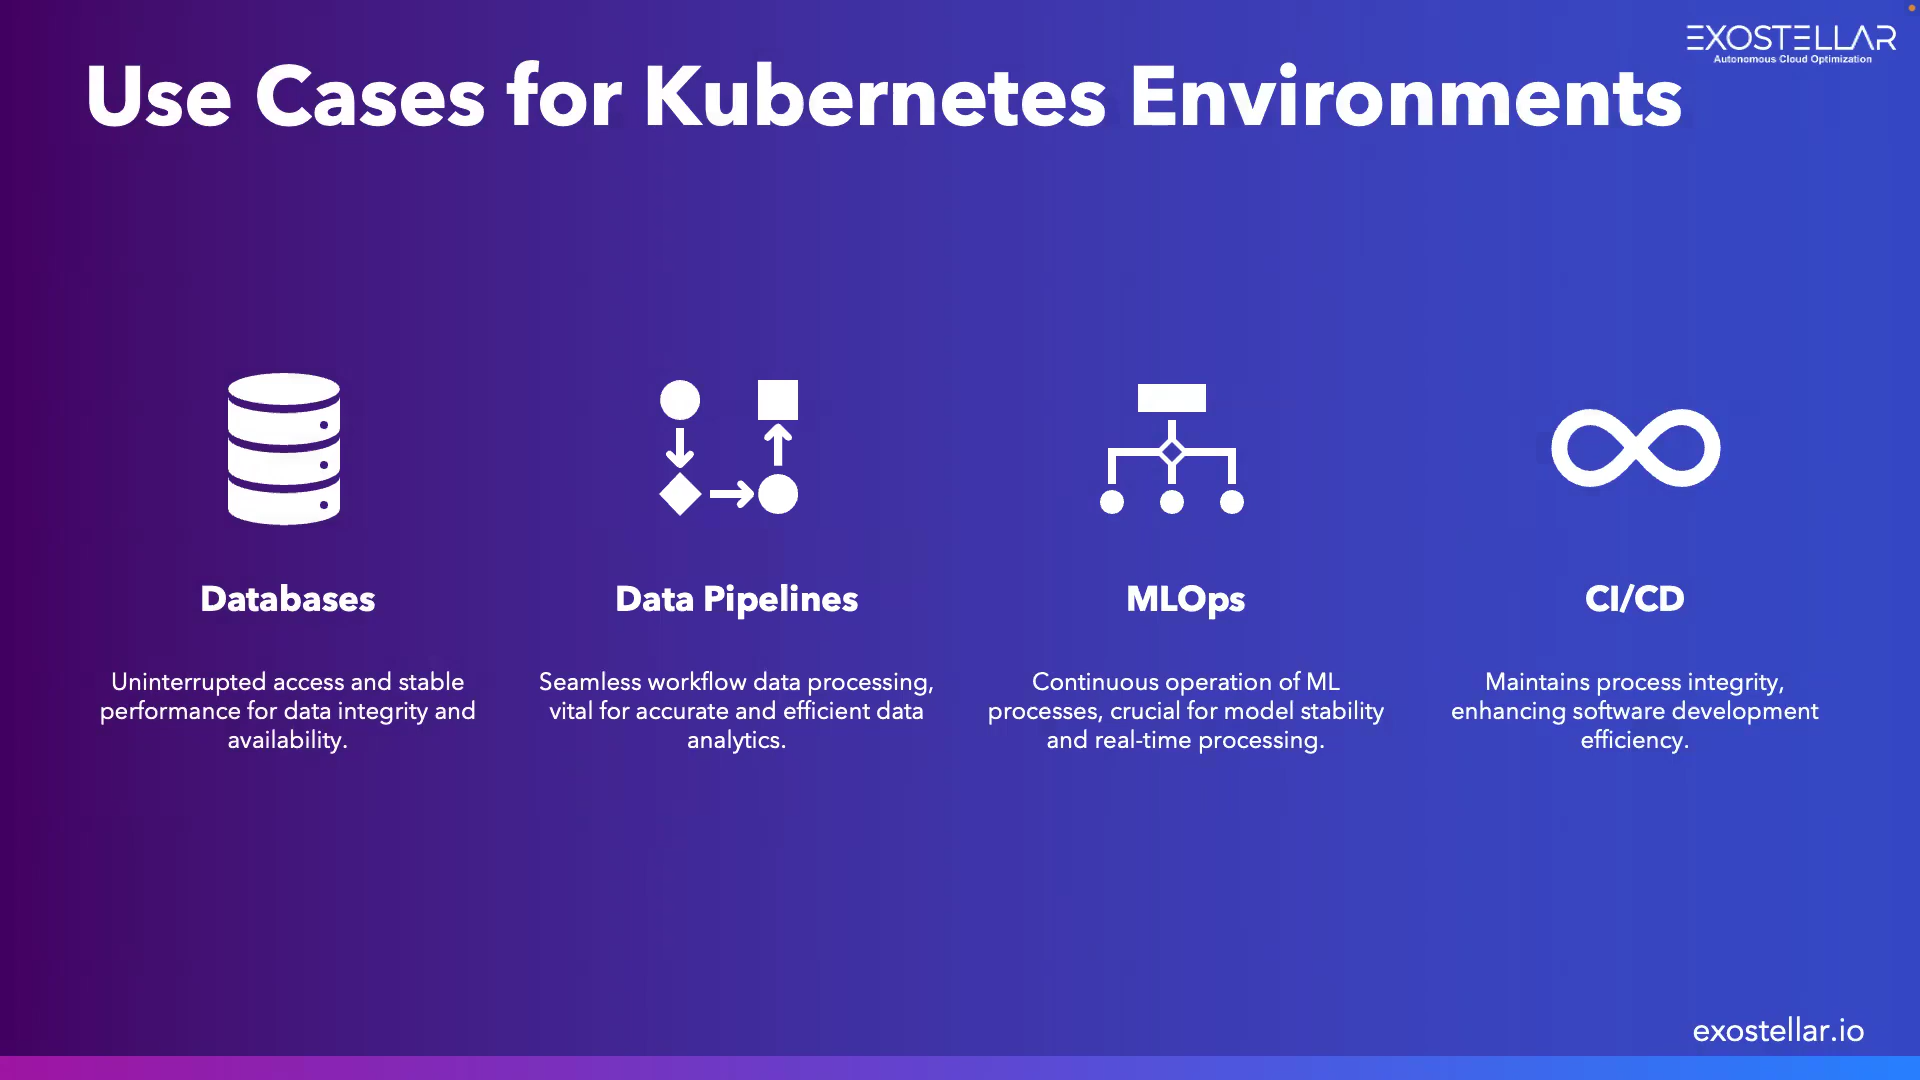 EXOSTELLAR
Autonomous Cloud Optimization
Use Cases for Kubernetes Environments
Databases
Uninterrupted access and stable
performance for data integrity and
availability.
Data Pipelines
Seamless workflow data processing,
vital for accurate and efficient data
analytics.
MLOps
Continuous operation of ML
processes, crucial for model stability
and real-time processing.
CI/CD
Maintains process integrity,
enhancing software development
efficiency.
exostellar.io